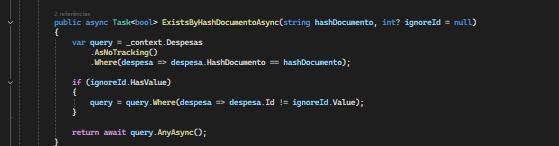 2 referências
public async Task<bool> ExistsByHashDocumentoAsync(string hashDocumento, int? ignoreId = null)
{
var query = _context.Despesas
.AsNoTracking()
.Where(despesa => despesa.HashDocumento == hashDocumento);
if (ignoreId.HasValue)
{
query = query.Where(despesa => despesa.Id != ignoreId.Value);
}
return await query.AnyAsync();
}